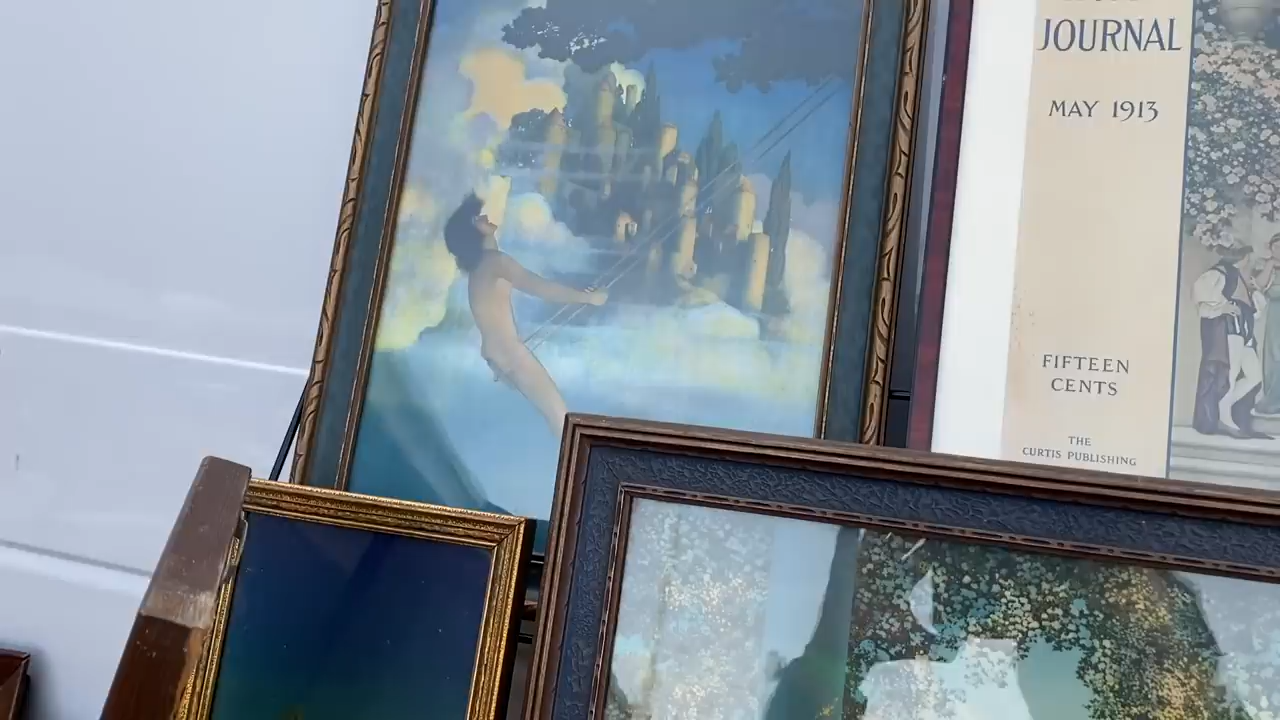 JOURNAL
MAY 1913
FIFTEEN
CENTS
THE
CURTIS PUBLISHING